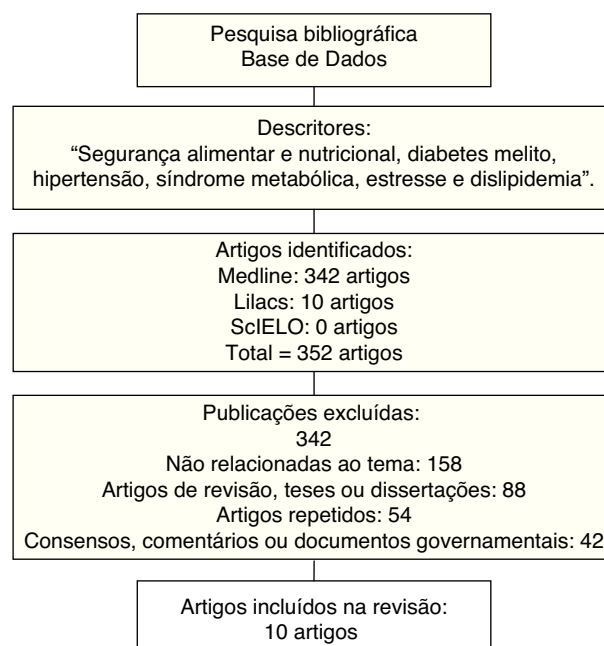 Pesquisa bibliográfica
Base de Dados
Descritores:
“Segurança alimentar e nutricional, diabetes melito,
hipertensão, síndrome metabólica, estresse e dislipidemia”.
Artigos identificados:
Medline: 342 artigos
Lilacs: 10 artigos
ScIELO: 0 artigos
Total = 352 artigos
Publicações excluídas:
342
Não relacionadas ao tema: 158
Artigos de revisão, teses ou dissertações: 88
Artigos repetidos: 54
Consensos, comentários ou documentos governamentais: 42
Artigos incluídos na revisão:
10 artigos